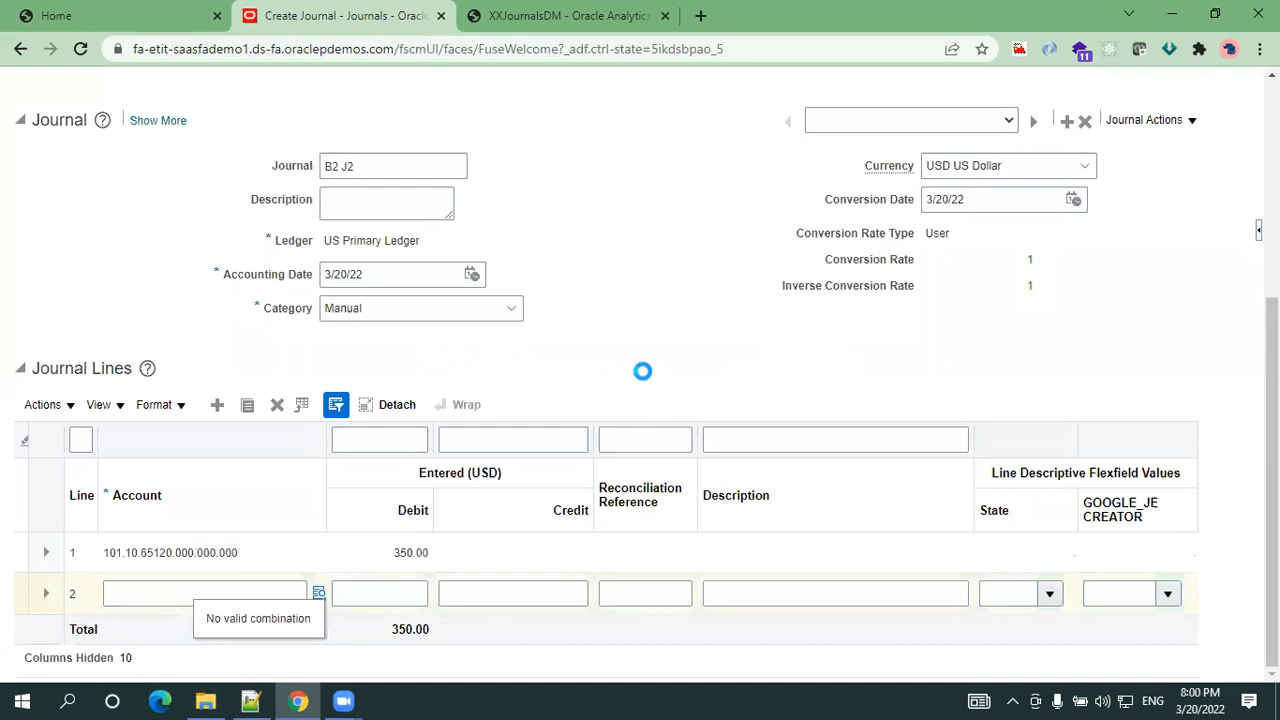 Home
Create Journal - Journals - Oracle
XXJournalsDM - Oracle Analytics
fa-etit-saasfademo1.ds-fa.oraclepdemos.com/fscmUI/faces/FuseWelcome?_adf.ctrl-state=5ikdsbpao_5
11
Journal Show More
Journal Actions
Journal B2 J2
Currency USD US Dollar
Description
Conversion Date 3/20/22
* Ledger US Primary Ledger
Conversion Rate Type User
* Accounting Date 3/20/22
Conversion Rate 1
Inverse Conversion Rate 1
* Category Manual
Journal Lines
Actions View Format Detach Wrap
Entered (USD)
Line Descriptive Flexfield Values
Line * Account Debit Credit
Reconciliation Reference
Description
State
GOOGLE_JE CREATOR
1 101.10.65120.000.000.000 350.00
2
No valid combination
Total 350.00
Columns Hidden 10
ENG
8:00 PM
3/20/2022